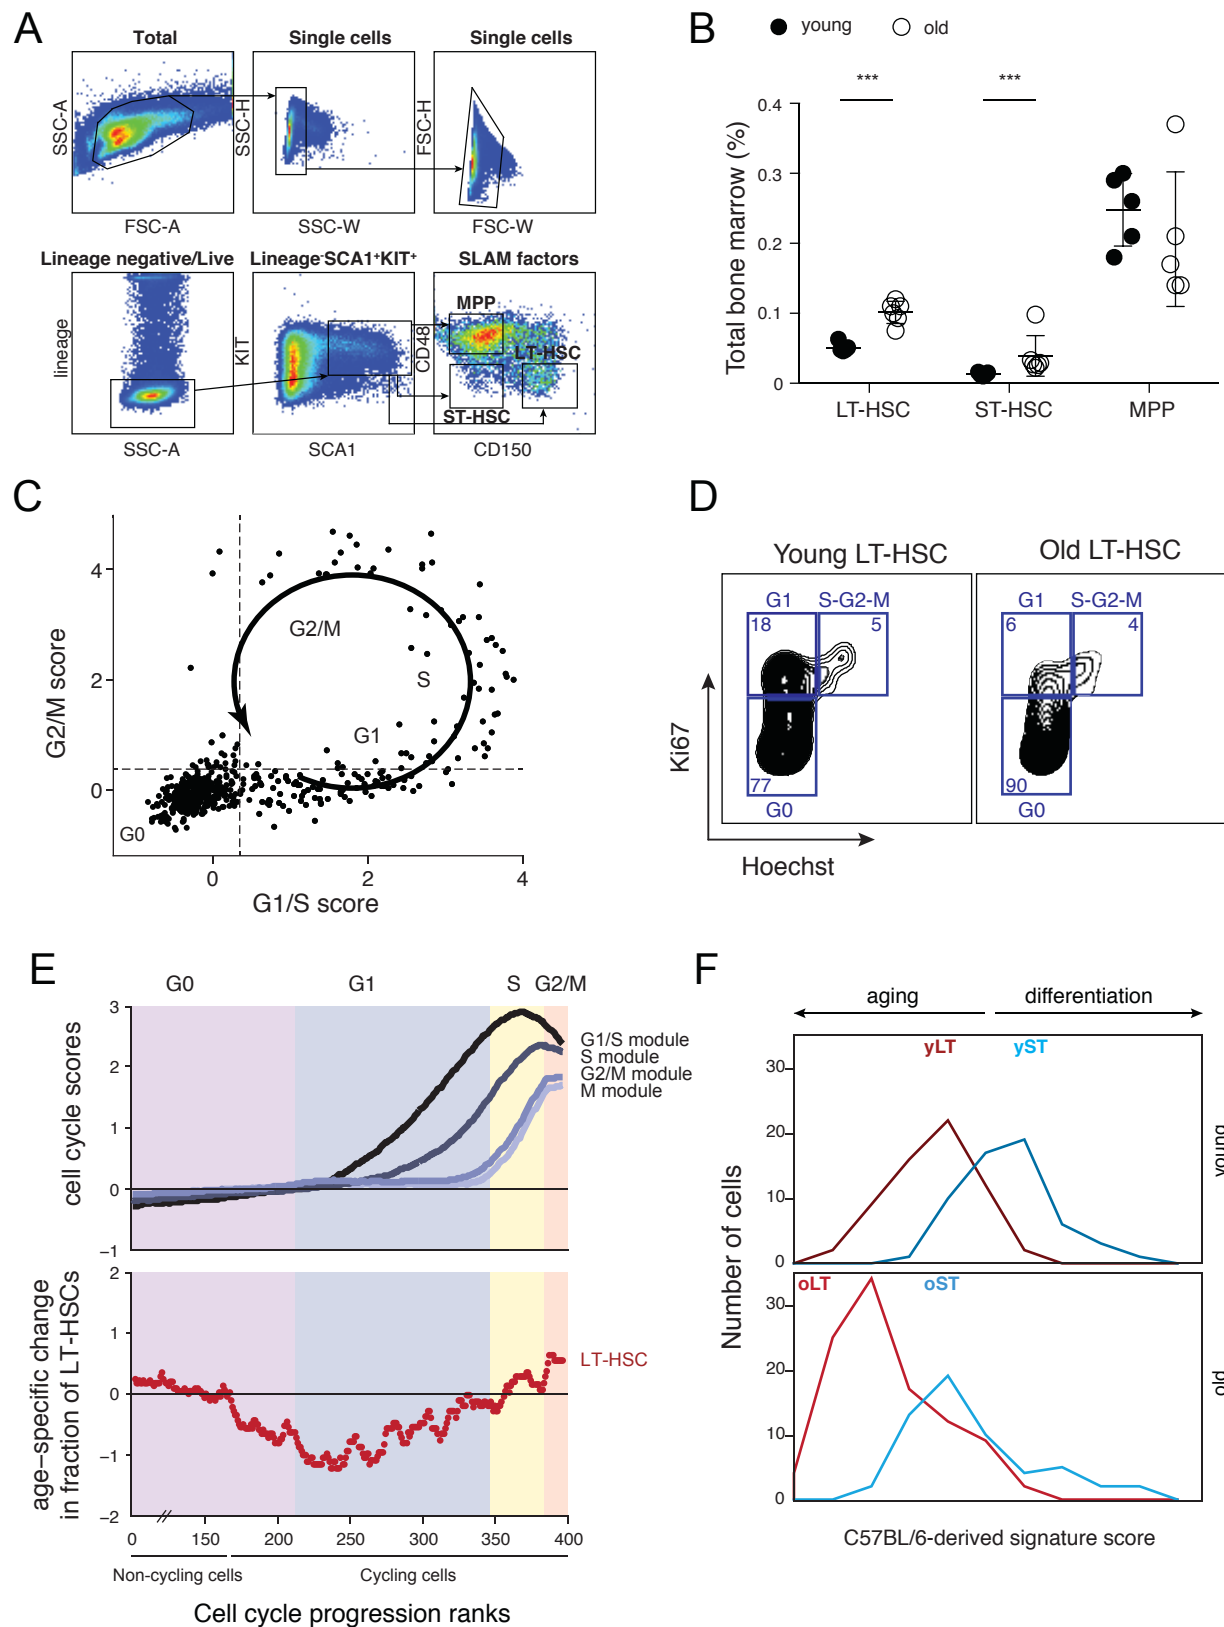 A
Total
Single cells
Single cells
SSC-A
SSC-H
FSC-H
FSC-A
SSC-W
FSC-W
Lineage negative/Live
Lineage-SCA1+KIT+
SLAM factors
lineage
KIT
CD48
MPP
LT-HSC
ST-HSC
SSC-A
SCA1
CD150
B
young
old
***
***
Total bone marrow (%)
0.4
0.3
0.2
0.1
0
LT-HSC
ST-HSC
MPP
C
G2/M score
4
2
0
G2/M
S
G1
G0
0
2
4
G1/S score
D
Young LT-HSC
Old LT-HSC
G1
S-G2-M
18
5
77
G0
G1
S-G2-M
6
4
90
G0
Ki67
Hoechst
E
G0
G1
S
G2/M
cell cycle scores
3
2
1
0
−1
G1/S module
S module
G2/M module
M module
age−specific change
in fraction of LT-HSCs
2
1
0
−1
−2
LT-HSC
0
150
200
250
300
350
400
Non-cycling cells
Cycling cells
Cell cycle progression ranks
F
aging
differentiation
yLT
yST
30
20
10
0
young
oLT
oST
30
20
10
0
old
Number of cells
C57BL/6-derived signature score